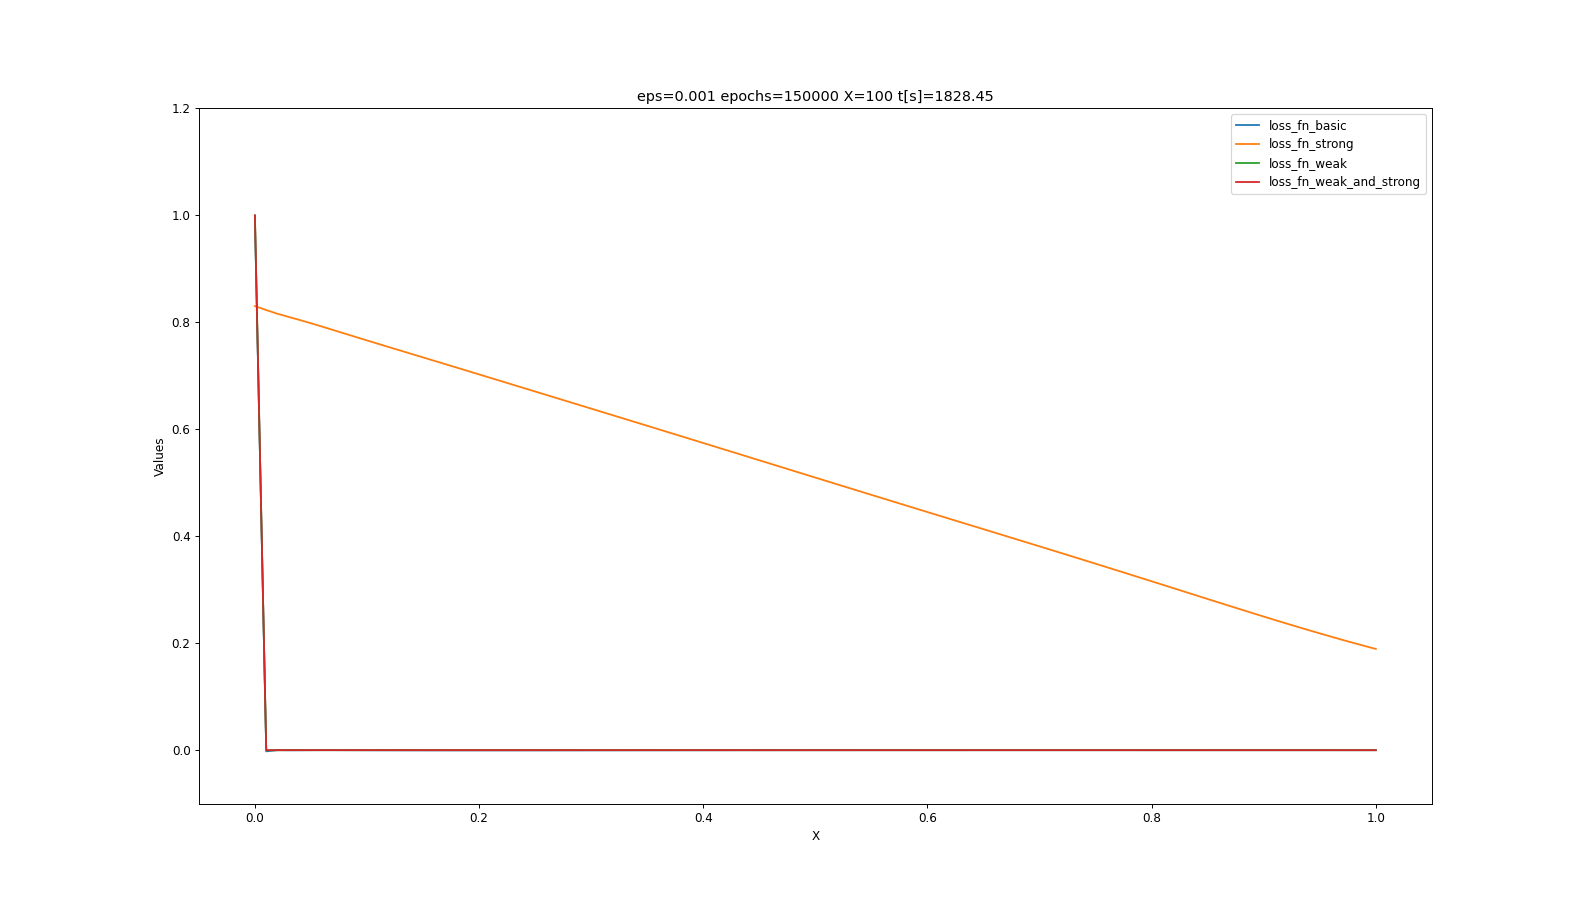 eps=0.001 epochs=150000 X=100 t[s]=1828.45
loss_fn_basic
loss_fn_strong
loss_fn_weak
loss_fn_weak_and_strong
1.2
1.0
0.8
0.6
0.4
0.2
0.0
Values
0.0 0.2 0.4 0.6 0.8 1.0
X